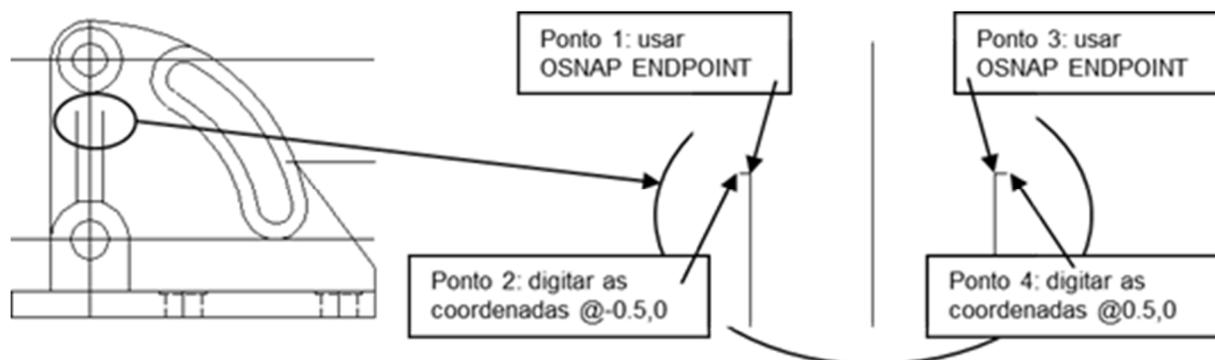 Ponto 1: usar
OSNAP ENDPOINT
Ponto 3: usar
OSNAP ENDPOINT
Ponto 2: digitar as
coordenadas @-0.5,0
Ponto 4: digitar as
coordenadas @0.5,0